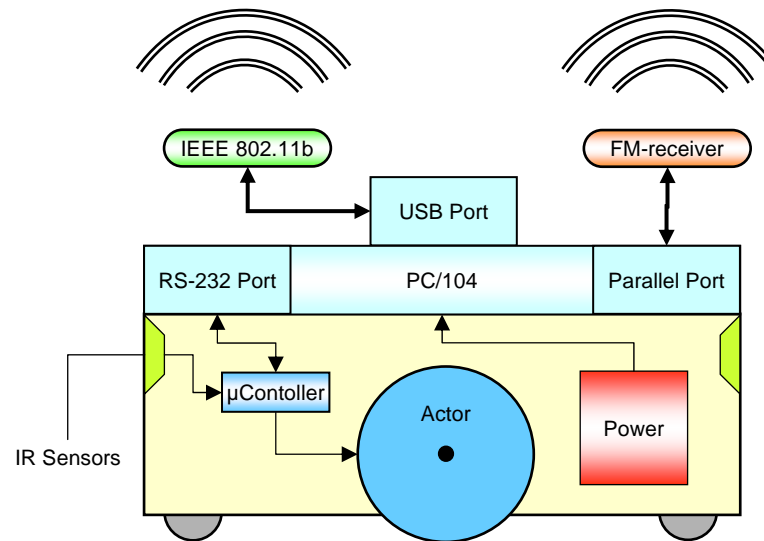 IEEE 802.11b
FM-receiver
USB Port
RS-232 Port
PC/104
Parallel Port
µContoller
Actor
Power
IR Sensors